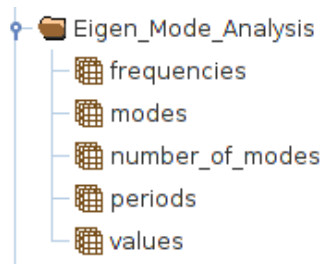 Eigen_Mode_Analysis
frequencies
modes
number_of_modes
periods
values